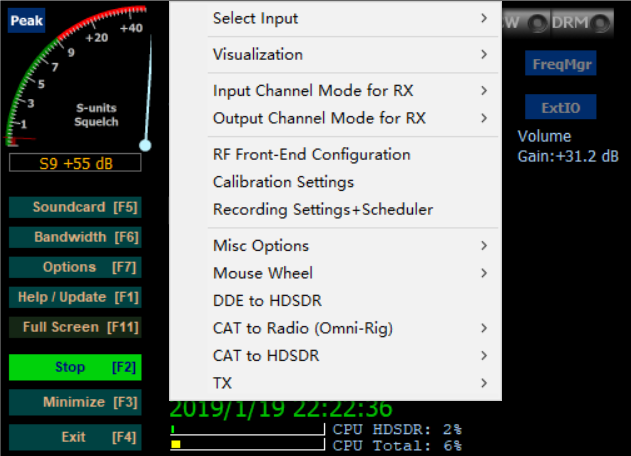 Peak
+20
+40
9
7
5
3
1
S-units
Squelch
S9 +55 dB
Soundcard [F5]
Bandwidth [F6]
Options [F7]
Help / Update [F1]
Full Screen [F11]
Stop [F2]
Minimize [F3]
Exit [F4]
Select Input
Visualization
Input Channel Mode for RX
Output Channel Mode for RX
RF Front-End Configuration
Calibration Settings
Recording Settings+Scheduler
Misc Options
Mouse Wheel
DDE to HDSDR
CAT to Radio (Omni-Rig)
CAT to HDSDR
TX
W DRM
FreqMgr
ExtIO
Volume
Gain:+31.2 dB
2019/1/19 22:22:36
CPU HDSDR: 2%
CPU Total: 6%